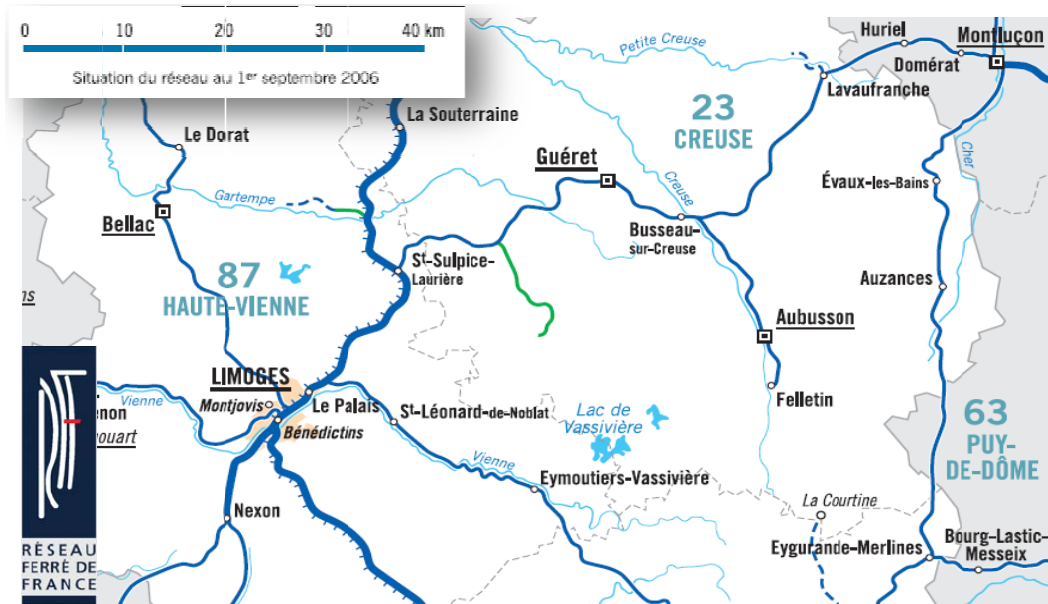 0 10 20 30 40 km
Situation du réseau au 1er septembre 2006
Petite Creuse
Huriel
Montluçon
Domérat
Lavaufranche
La Souterraine
23
CREUSE
Le Dorat
Guéret
Creuse
Cher
Évaux-les-Bains
Gartempe
Bellac
Busseau-
sur-Creuse
St-Sulpice-
Laurière
87
HAUTE-VIENNE
Auzances
Aubusson
LIMOGES
Montjovis
Le Palais
St-Léonard-de-Noblat
Felletin
Vienne
Bénédictins
Lac de
Vassivière
63
PUY-
DE-DÔME
Vienne
Eymoutiers-Vassivière
La Courtine
Nexon
Eygurande-Merlines
Bourg-Lastic-
Messeix
RÉSEAU
FERRÉ DE
FRANCE